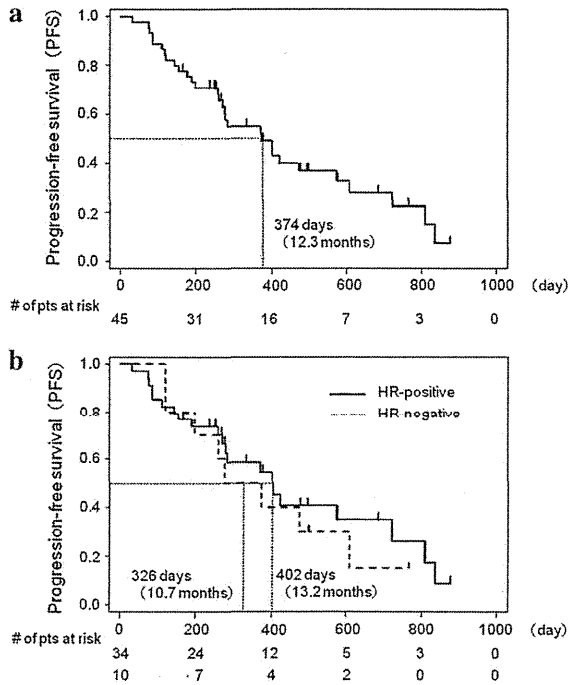 a
Progression-free survival (PFS)
1.0
0.8
0.6
0.4
0.2
0.0
374 days
(12.3 months)
0 200 400 600 800 1000 (day)
# of pts at risk
45 31 16 7 3 0
b
Progression-free survival (PFS)
1.0
0.8
0.6
0.4
0.2
0.0
HR-positive
HR-negative
326 days
(10.7 months)
402 days
(13.2 months)
0 200 400 600 800 1000 (day)
# of pts at risk
34 24 12 5 3 0
10 7 4 2 0 0